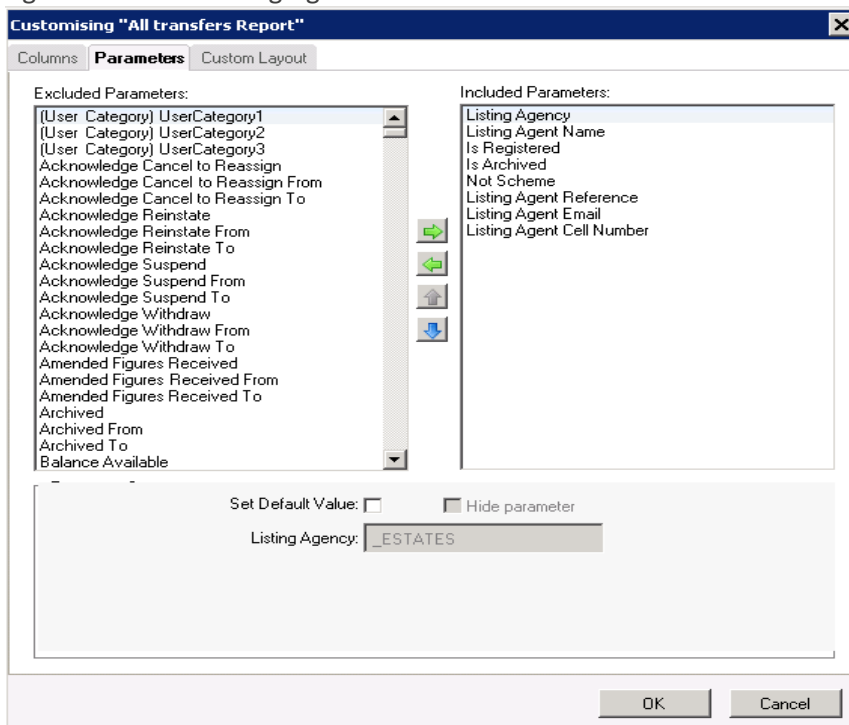 Customising "All transfers Report"
Columns Parameters Custom Layout
Excluded Parameters:
(User Category) UserCategory1
(User Category) UserCategory2
(User Category) UserCategory3
Acknowledge Cancel to Reassign
Acknowledge Cancel to Reassign From
Acknowledge Cancel to Reassign To
Acknowledge Reinstate
Acknowledge Reinstate From
Acknowledge Reinstate To
Acknowledge Suspend
Acknowledge Suspend From
Acknowledge Suspend To
Acknowledge Withdraw
Acknowledge Withdraw From
Acknowledge Withdraw To
Amended Figures Received
Amended Figures Received From
Amended Figures Received To
Archived
Archived From
Archived To
Balance Available
Included Parameters:
Listing Agency
Listing Agent Name
Is Registered
Is Archived
Not Scheme
Listing Agent Reference
Listing Agent Email
Listing Agent Cell Number
Set Default Value: Hide parameter
Listing Agency: _ESTATES
OK Cancel